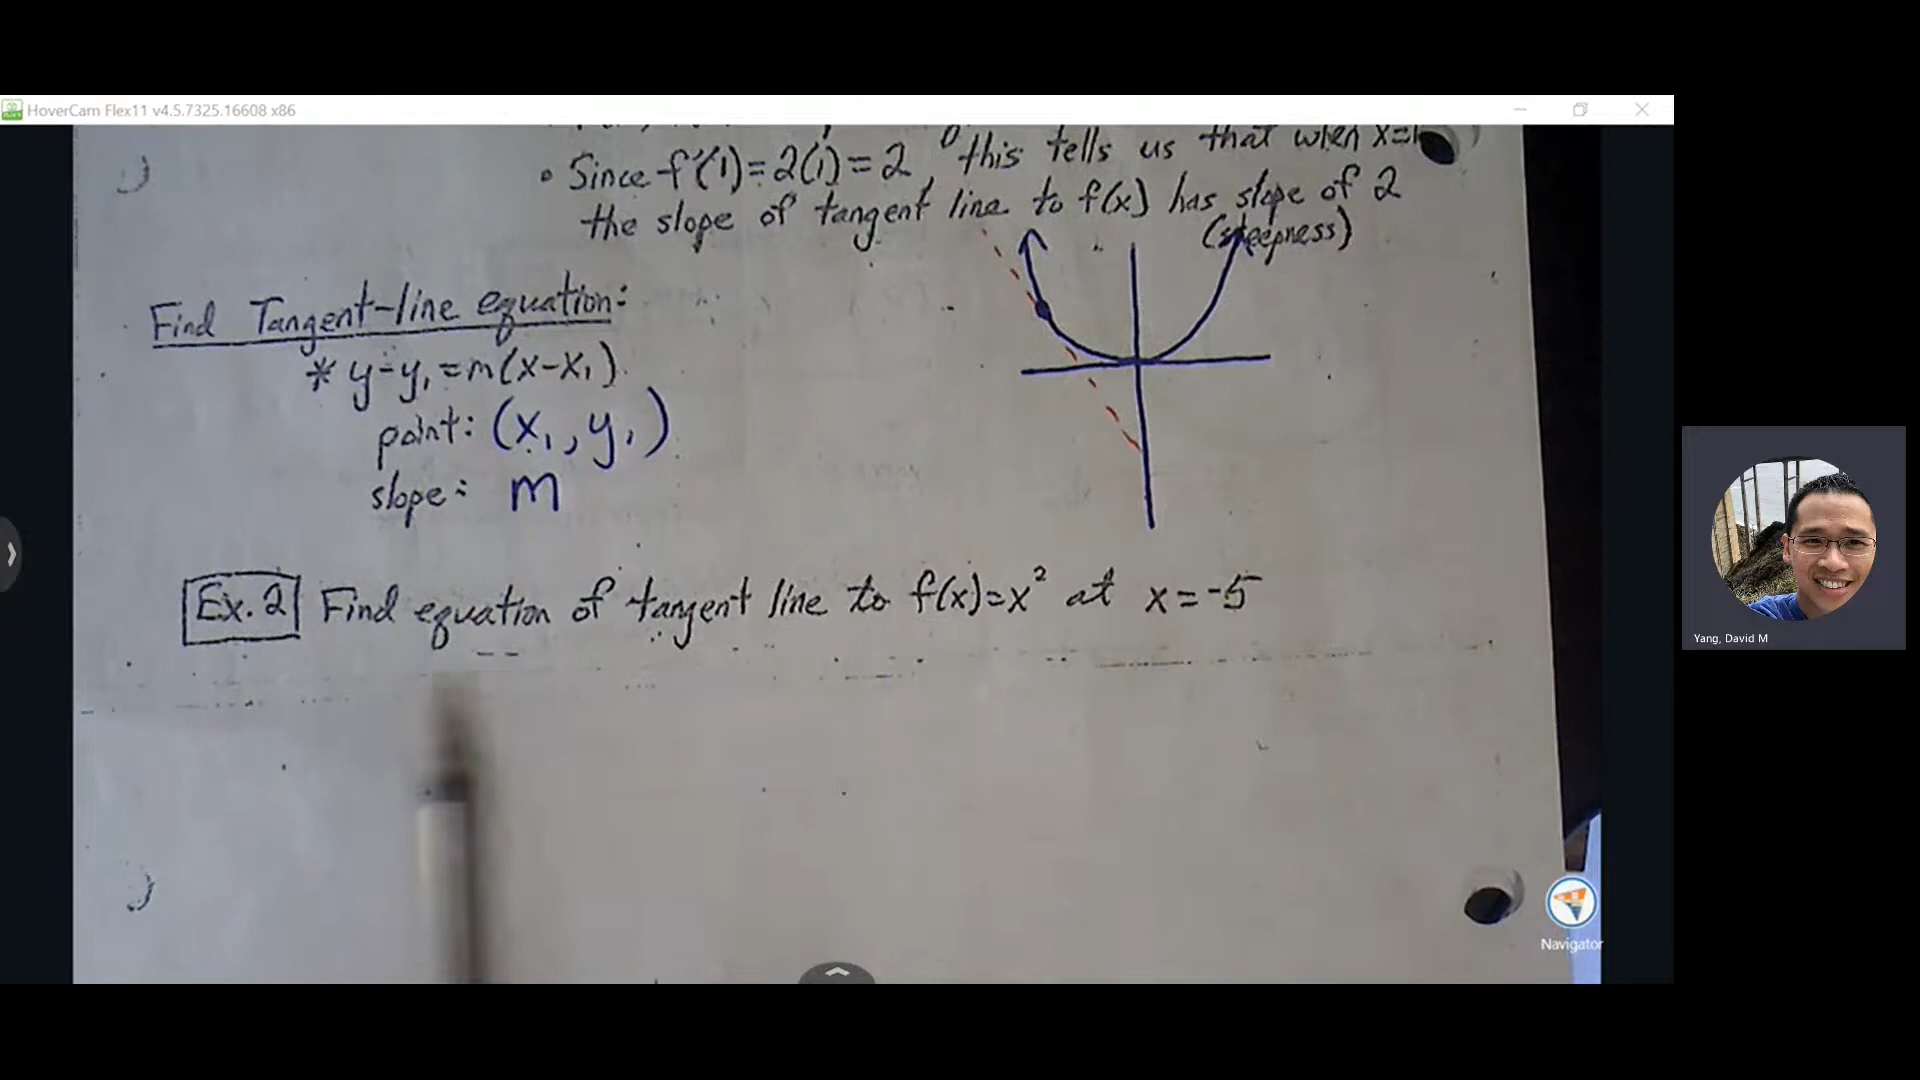 HoverCam Flex11 v4.5.7325.16608 x86
• Since f'(1)=2(1)=2, this tells us that when x=1
the slope of tangent line to f(x) has slope of 2
(steepness)
Find Tangent-line equation:
* y-y₁=m(x-x₁)
point: (x₁, y₁)
slope: m
Ex. 2 Find equation of tangent line to f(x)=x² at x=-5
Yang, David M
Navigator